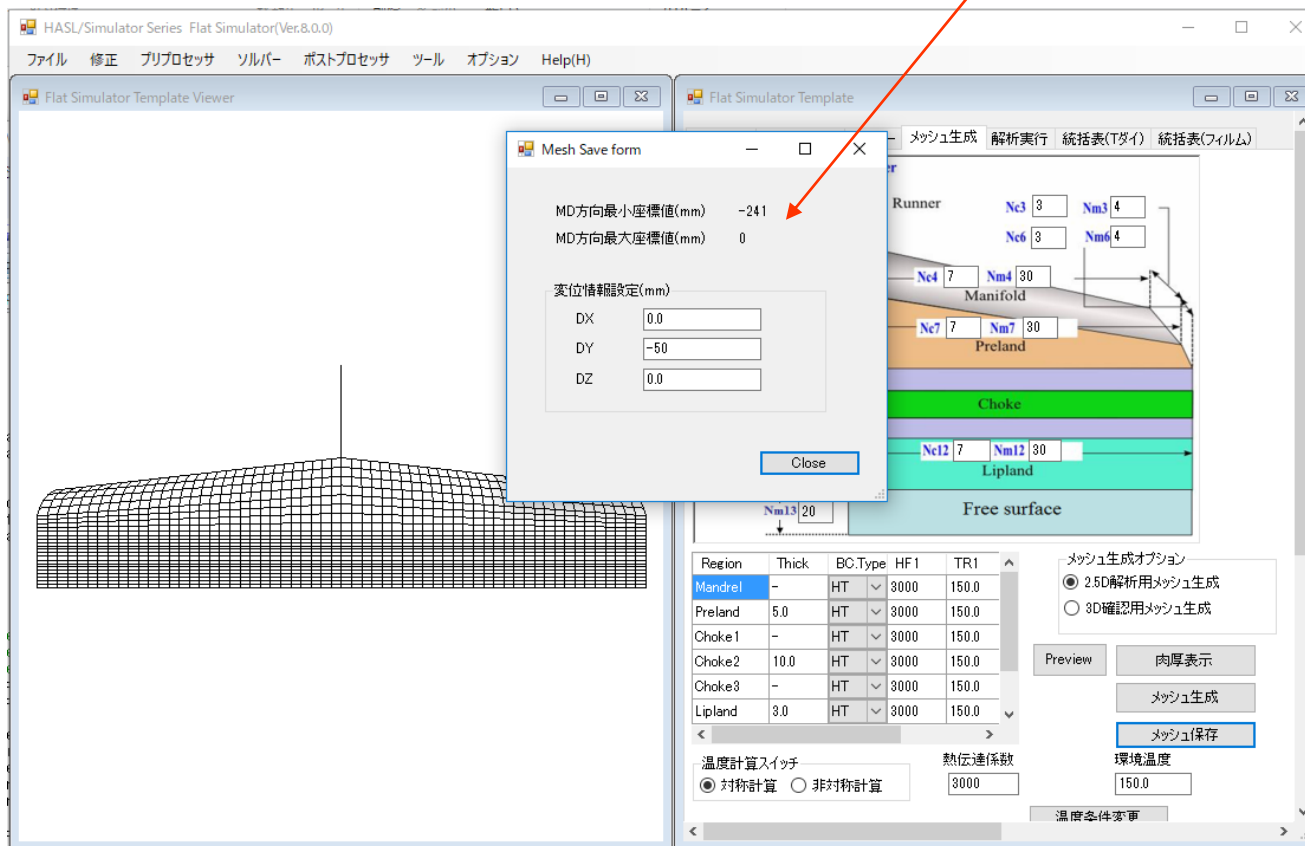 HASL/Simulator Series Flat Simulator(Ver.8.0.0)
ファイル 修正 プリプロセッサ ソルバー ポストプロセッサ ツール オプション Help(H)
Flat Simulator Template Viewer
Flat Simulator Template
メッシュ生成 解析実行 統括表(Tダイ) 統括表(フィルム)
Mesh Save form
MD方向最小座標値(mm) -241
MD方向最大座標値(mm) 0
変位情報設定(mm)
DX 0.0
DY -50
DZ 0.0
Close
Runner
Nc3 3 Nm3 4
Nc6 3 Nm6 4
Nc4 7 Nm4 30
Manifold
Nc7 7 Nm7 30
Preland
Choke
Nc12 7 Nm12 30
Lipland
Nm13 20
Free surface
Region Thick BC.Type HF1 TR1
Mandrel - HT 3000 150.0
Preland 5.0 HT 3000 150.0
Choke1 - HT 3000 150.0
Choke2 10.0 HT 3000 150.0
Choke3 - HT 3000 150.0
Lipland 3.0 HT 3000 150.0
メッシュ生成オプション
2.5D解析用メッシュ生成
3D確認用メッシュ生成
Preview 肉厚表示
メッシュ生成
メッシュ保存
温度計算スイッチ
対称計算 非対称計算
熱伝達係数
3000
環境温度
150.0
温度条件変更